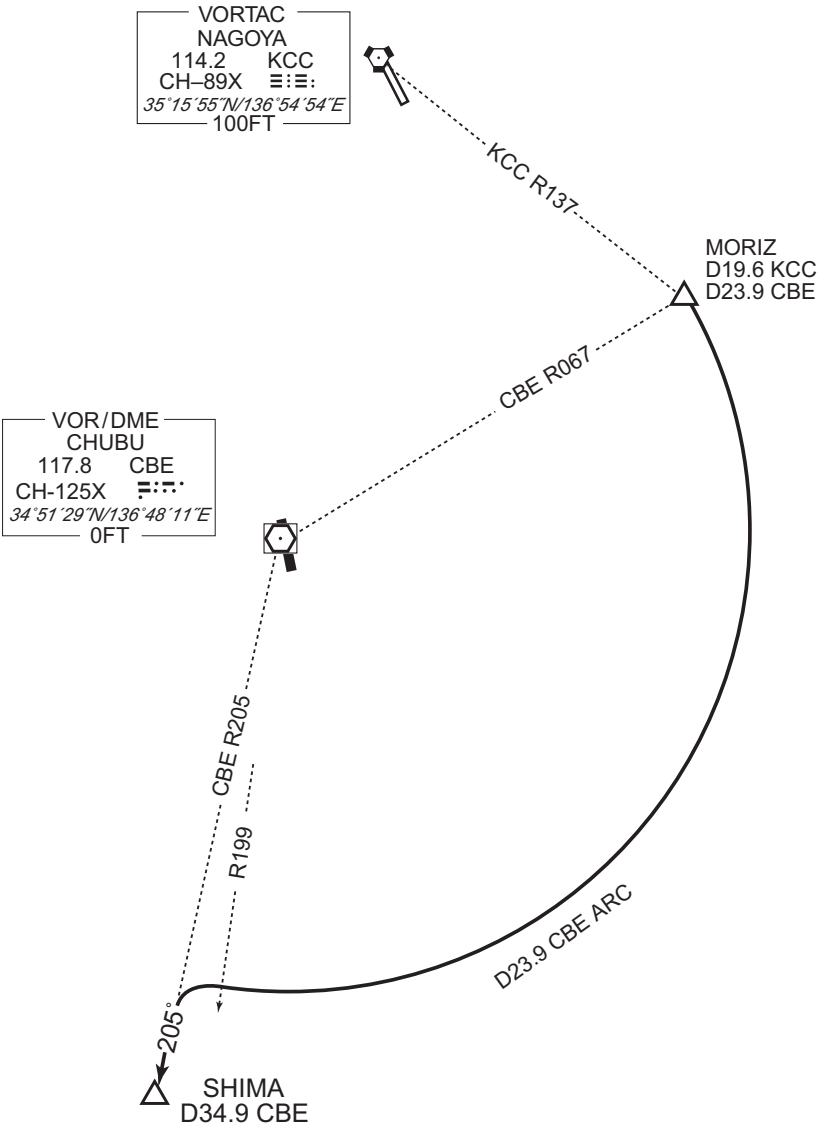 VORTAC
NAGOYA
114.2 KCC
CH–89X
35°15´55˝N/136°54´54˝E
100FT
KCC R137
MORIZ
D19.6 KCC
D23.9 CBE
CBE R067
VOR/DME
CHUBU
117.8 CBE
CH-125X
34°51´29˝N/136°48´11˝E
0FT
CBE R205
R199
D23.9 CBE ARC
205°
SHIMA
D34.9 CBE